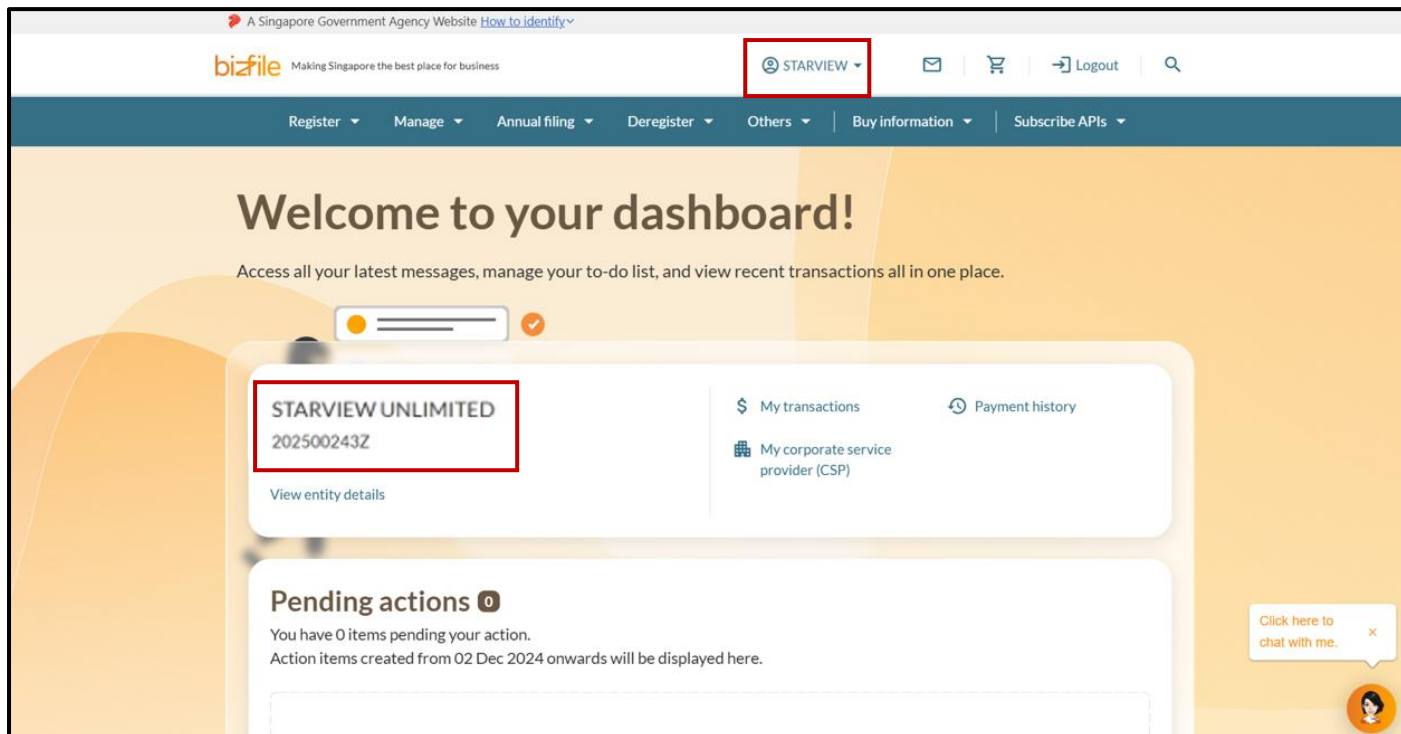 A Singapore Government Agency Website How to identify
bizfile Making Singapore the best place for business
STARVIEW
Logout
Register Manage Annual filing Deregister Others Buy information Subscribe APIs
Welcome to your dashboard!
Access all your latest messages, manage your to-do list, and view recent transactions all in one place.
STARVIEW UNLIMITED
202500243Z
View entity details
My transactions
Payment history
My corporate service
provider (CSP)
Pending actions 0
You have 0 items pending your action.
Action items created from 02 Dec 2024 onwards will be displayed here.
Click here to
chat with me.